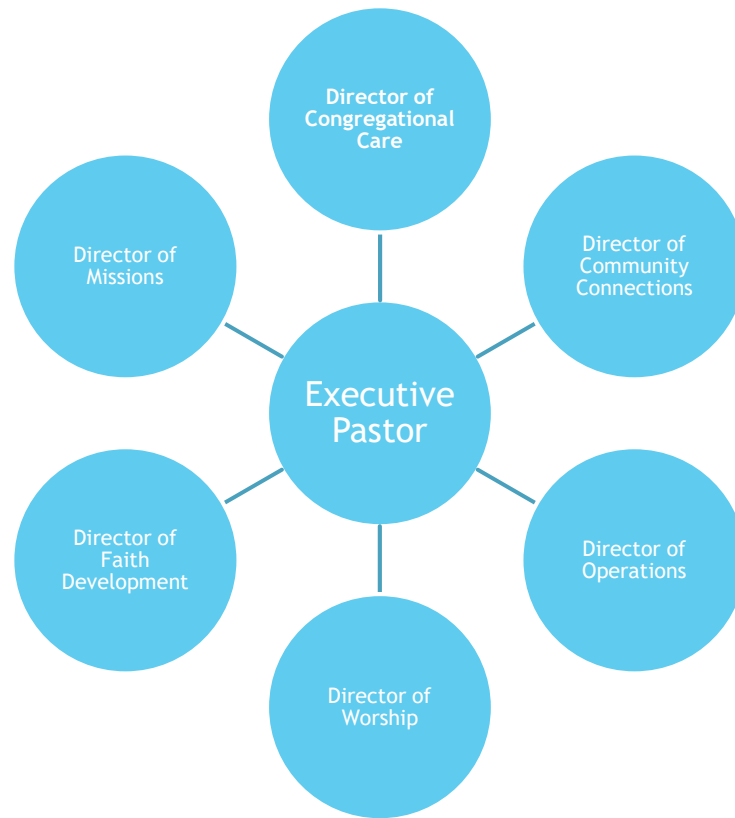 Director of
Congregational
Care
Director of
Community
Connections
Director of
Operations
Director of
Worship
Director of
Faith
Development
Director of
Missions
Executive
Pastor